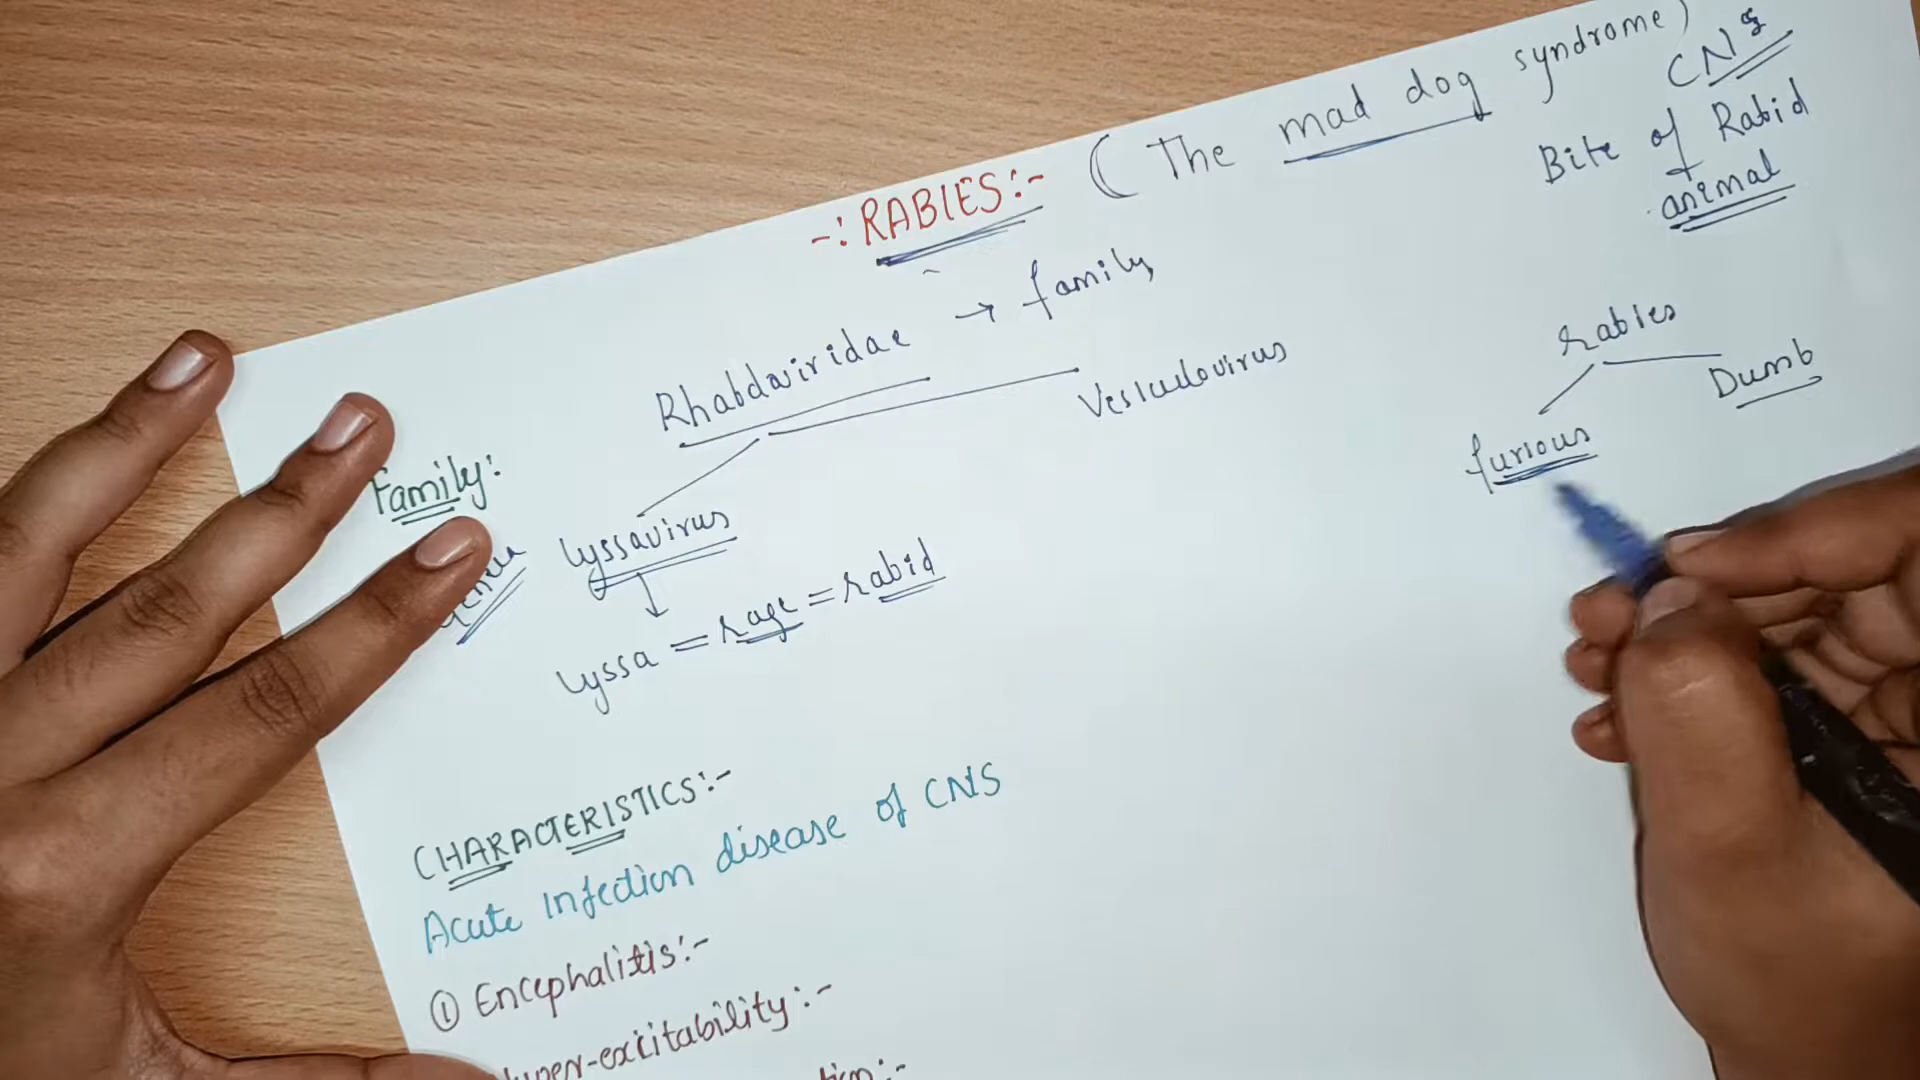 -: RABIES:- (The mad dog syndrome)
CNS
Bite of Rabid
animal
Rhabdoviridae → family
Family:
Lyssavirus
Vesiculovirus
lyssa = rage = rabid
rabies
furious
Dumb
CHARACTERISTICS:-
Acute Infection disease of CNS
① Encephalitis:-
Hyper-excitability:-